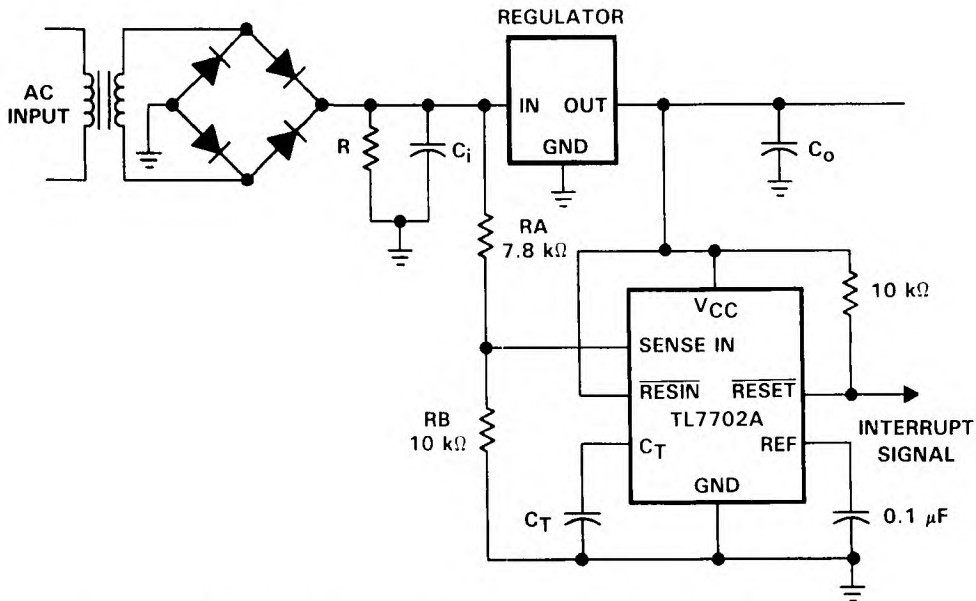 REGULATOR
AC
INPUT
IN OUT
GND
R
Ci
Co
RA
7.8 kΩ
10 kΩ
VCC
SENSE IN
RESIN RESET
TL7702A
CT REF
GND
RB
10 kΩ
INTERRUPT
SIGNAL
CT
0.1 μF